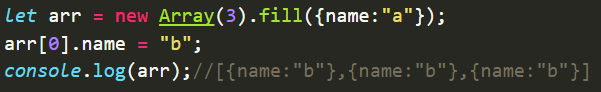 let arr = new Array(3).fill({name:"a"});
arr[0].name = "b";
console.log(arr);//[{name:"b"},{name:"b"},{name:"b"}]